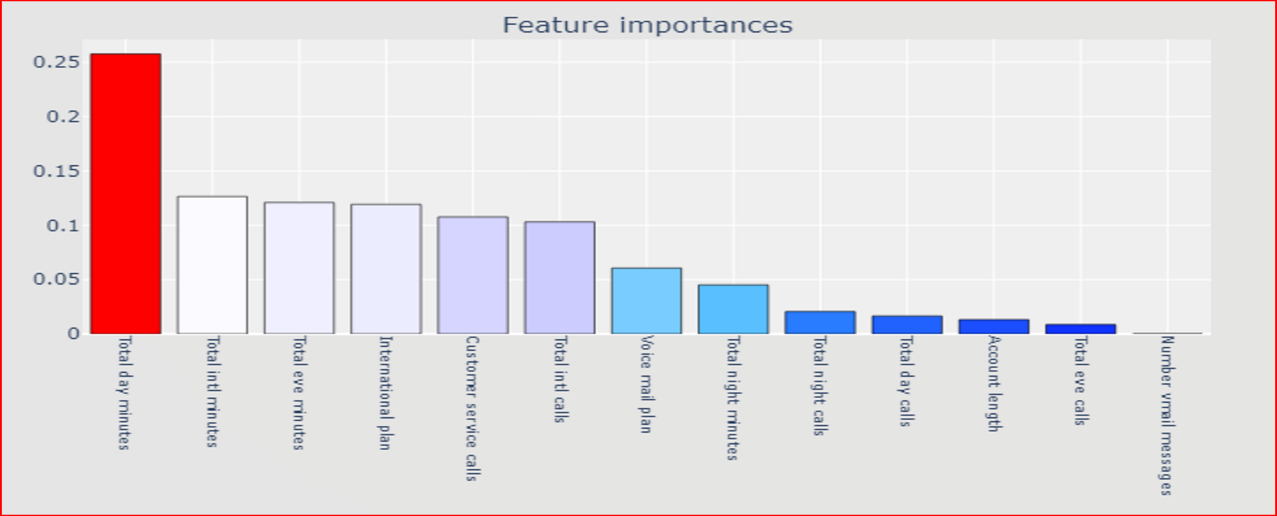 Feature importances
0.25
0.2
0.15
0.1
0.05
0
Total day minutes
Total intl minutes
Total eve minutes
International plan
Customer service calls
Total intl calls
Voice mail plan
Total night minutes
Total night calls
Total day calls
Account length
Total eve calls
Number vmail messages